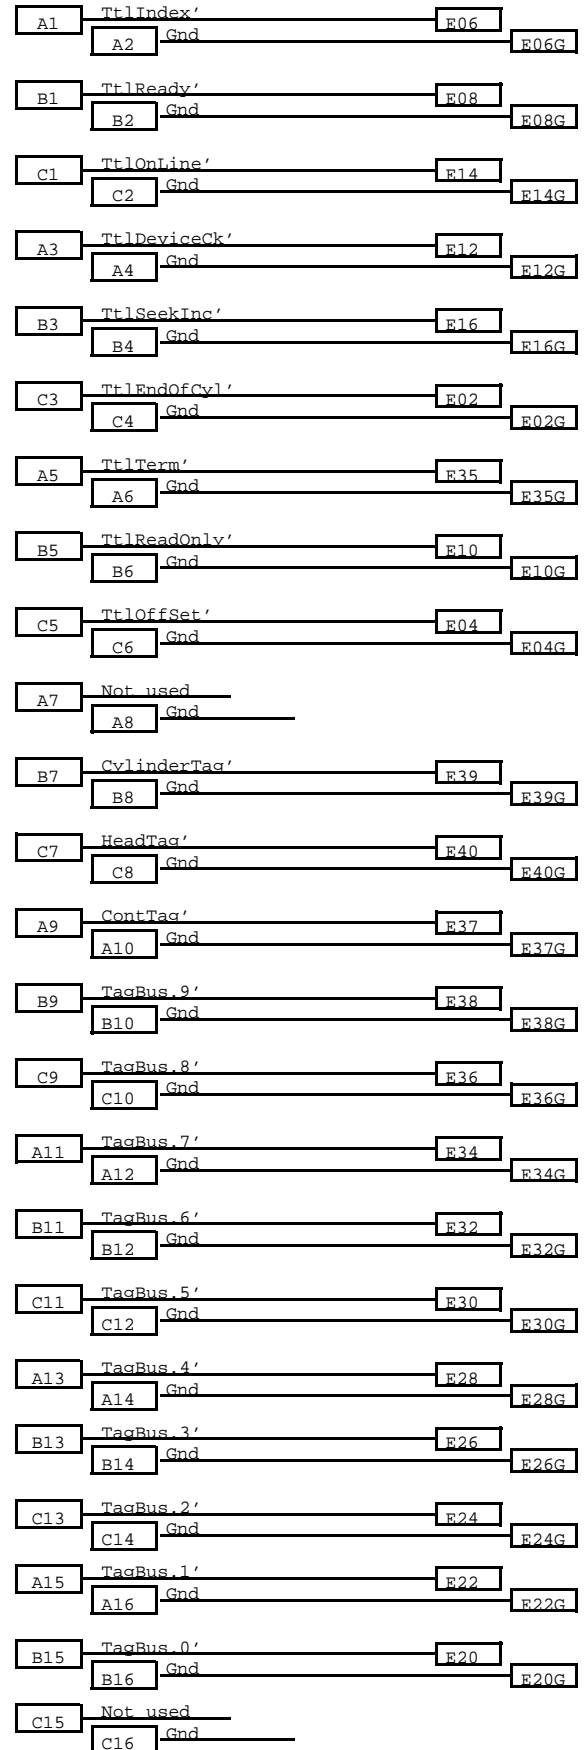 A1 TtlIndex' E06
A2 Gnd E06G
B1 TtlReady' E08
B2 Gnd E08G
C1 TtlOnLine' E14
C2 Gnd E14G
A3 TtlDeviceCk' E12
A4 Gnd E12G
B3 TtlSeekInc' E16
B4 Gnd E16G
C3 TtlEndOfCyl' E02
C4 Gnd E02G
A5 TtlTerm' E35
A6 Gnd E35G
B5 TtlReadOnly' E10
B6 Gnd E10G
C5 TtlOffSet' E04
C6 Gnd E04G
A7 Not used
A8 Gnd
B7 CylinderTag' E39
B8 Gnd E39G
C7 HeadTag' E40
C8 Gnd E40G
A9 ContTag' E37
A10 Gnd E37G
B9 TagBus.9' E38
B10 Gnd E38G
C9 TagBus.8' E36
C10 Gnd E36G
A11 TagBus.7' E34
A12 Gnd E34G
B11 TagBus.6' E32
B12 Gnd E32G
C11 TagBus.5' E30
C12 Gnd E30G
A13 TagBus.4' E28
A14 Gnd E28G
B13 TagBus.3' E26
B14 Gnd E26G
C13 TagBus.2' E24
C14 Gnd E24G
A15 TagBus.1' E22
A16 Gnd E22G
B15 TagBus.0' E20
B16 Gnd E20G
C15 Not used
C16 Gnd